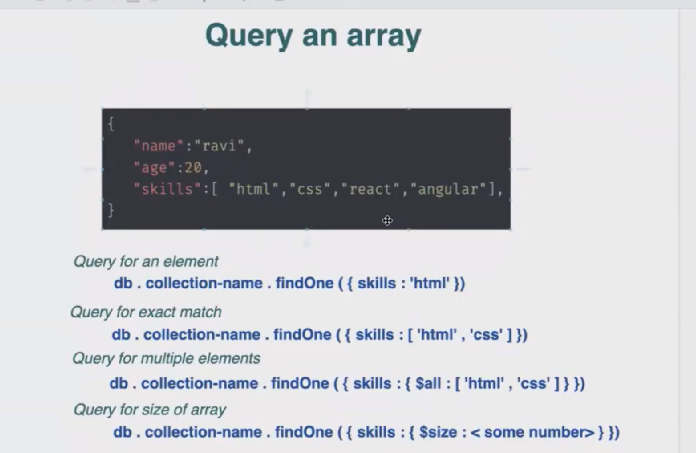 Query an array
{
"name":"ravi",
"age":20,
"skills":[ "html","css","react","angular"],
}
Query for an element
db . collection-name . findOne ( { skills : 'html' })
Query for exact match
db . collection-name . findOne ( { skills : [ 'html' , 'css' ] })
Query for multiple elements
db . collection-name . findOne ( { skills : { $all : [ 'html' , 'css' ] } })
Query for size of array
db . collection-name . findOne ( { skills : { $size : < some number> } })